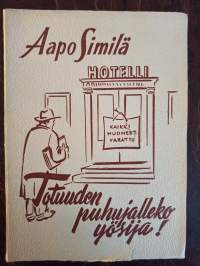 Aapo Similä
HOTELLI
KAIKKI
HUONEET
VARATTU
Totuuden
puhujalleko
yösija!